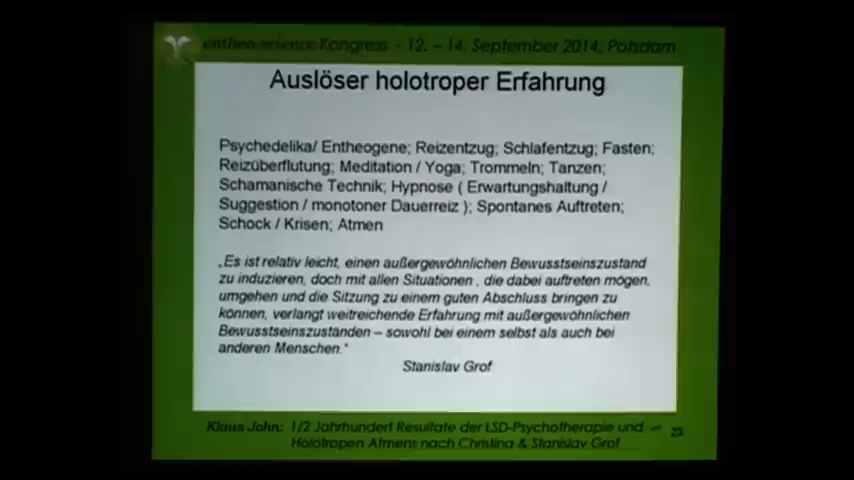 entheo-science Kongress - 12. – 14. September 2014, Potsdam
Auslöser holotroper Erfahrung
Psychedelika/ Entheogene; Reizentzug; Schlafentzug; Fasten;
Reizüberflutung; Meditation / Yoga; Trommeln; Tanzen;
Schamanische Technik; Hypnose ( Erwartungshaltung /
Suggestion / monotoner Dauerreiz ); Spontanes Auftreten;
Schock / Krisen; Atmen
„Es ist relativ leicht, einen außergewöhnlichen Bewusstseinszustand
zu induzieren, doch mit allen Situationen , die dabei auftreten mögen,
umgehen und die Sitzung zu einem guten Abschluss bringen zu
können, verlangt weitreichende Erfahrung mit außergewöhnlichen
Bewusstseinszuständen – sowohl bei einem selbst als auch bei
anderen Menschen.“
Stanislav Grof
Klaus John: 1/2 Jahrhundert Resultate der LSD-Psychotherapie und
Holotropen Atmens nach Christina & Stanislav Grof